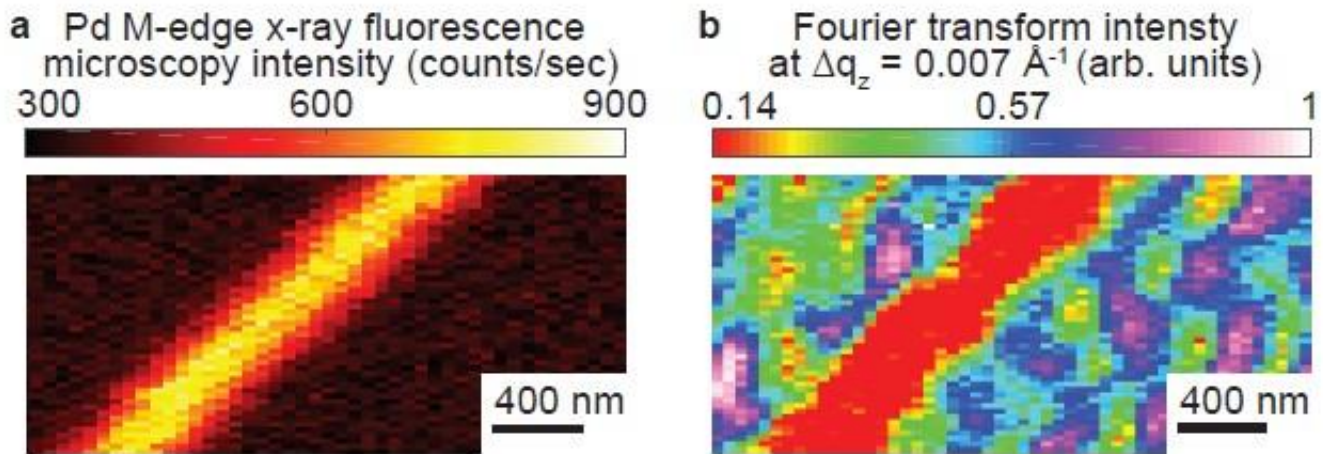 a Pd M-edge x-ray fluorescence
microscopy intensity (counts/sec)
300 600 900
400 nm
b Fourier transform intensty
at Δq_z = 0.007 Å⁻¹ (arb. units)
0.14 0.57 1
400 nm